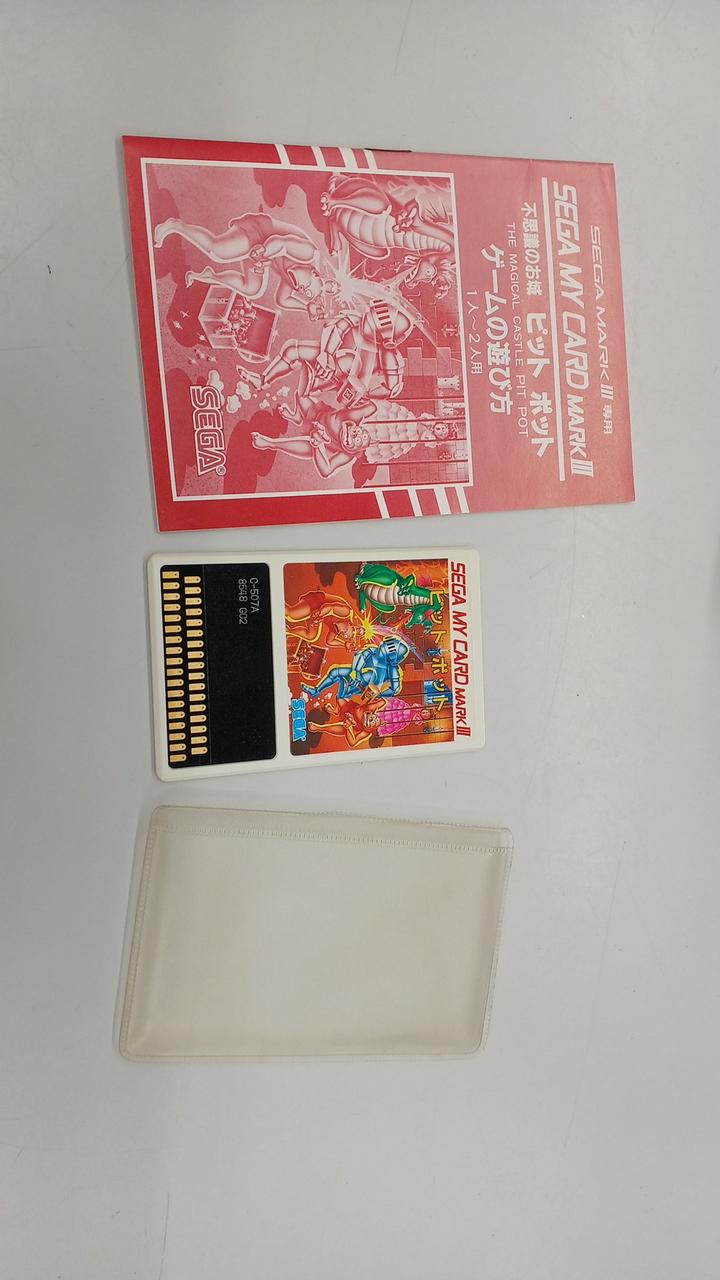 SEGA MARK III 専用
SEGA MY CARD MARK III
不思議のお城 ピット ポット
THE MAGICAL CASTLE PIT POT
ゲームの遊び方
1人〜2人用
SEGA®
SEGA MY CARD MARK III
ピット ポット
SEGA
C-507A
8548 G02